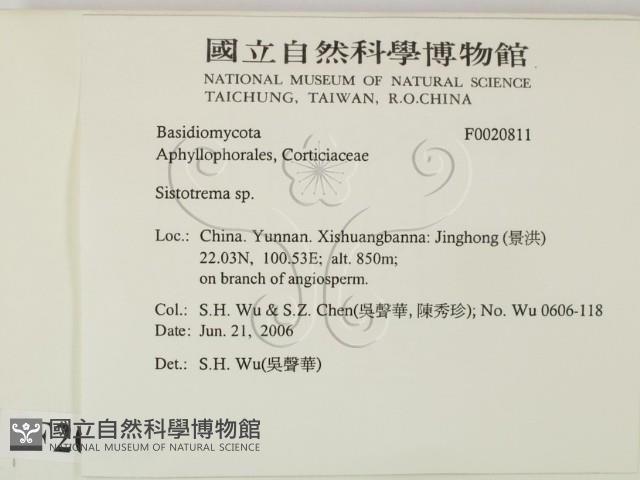 國立自然科學博物館
NATIONAL MUSEUM OF NATURAL SCIENCE
TAICHUNG, TAIWAN, R.O.CHINA
Basidiomycota F0020811
Aphyllophorales, Corticiaceae
Sistotrema sp.
Loc.: China. Yunnan. Xishuangbanna: Jinghong (景洪)
22.03N, 100.53E; alt. 850m;
on branch of angiosperm.
Col.: S.H. Wu & S.Z. Chen(吳聲華, 陳秀珍); No. Wu 0606-118
Date: Jun. 21, 2006
Det.: S.H. Wu(吳聲華)
國立自然科學博物館
NATIONAL MUSEUM OF NATURAL SCIENCE